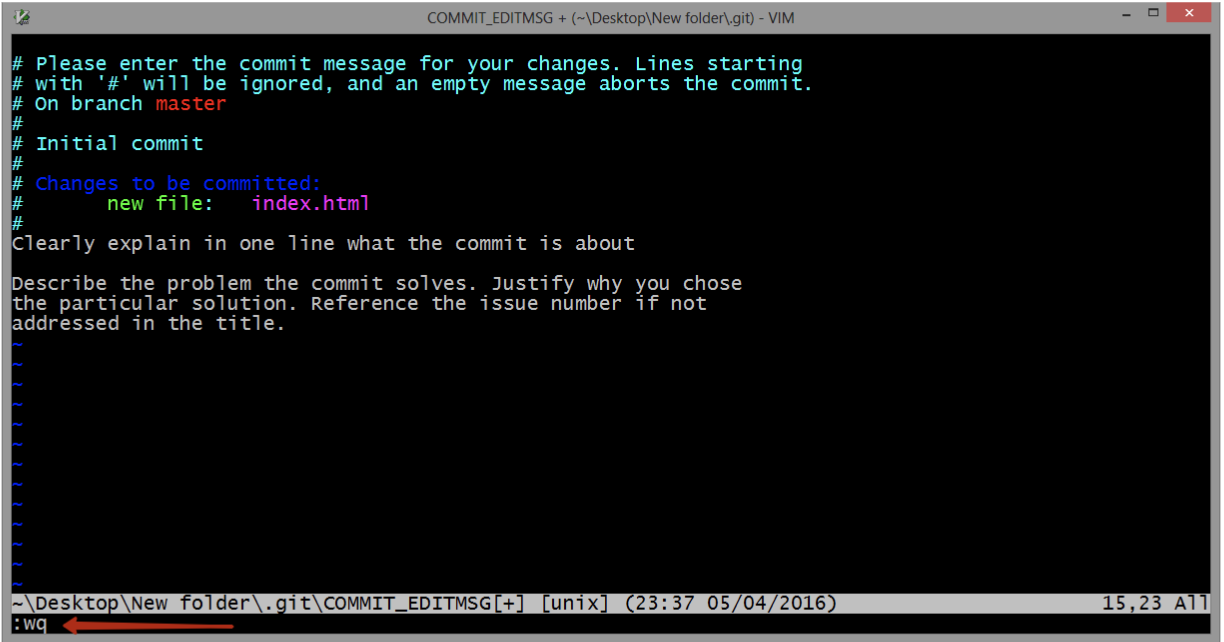 COMMIT_EDITMSG + (~\Desktop\New folder\.git) - VIM
# Please enter the commit message for your changes. Lines starting
# with '#' will be ignored, and an empty message aborts the commit.
# On branch master
#
# Initial commit
#
# Changes to be committed:
#       new file:   index.html
#
Clearly explain in one line what the commit is about
Describe the problem the commit solves. Justify why you chose
the particular solution. Reference the issue number if not
addressed in the title.
~
~
~
~
~
~
~
~
~
~
~
~
~
~\Desktop\New folder\.git\COMMIT_EDITMSG[+] [unix] (23:37 05/04/2016) 15,23 All
:wq